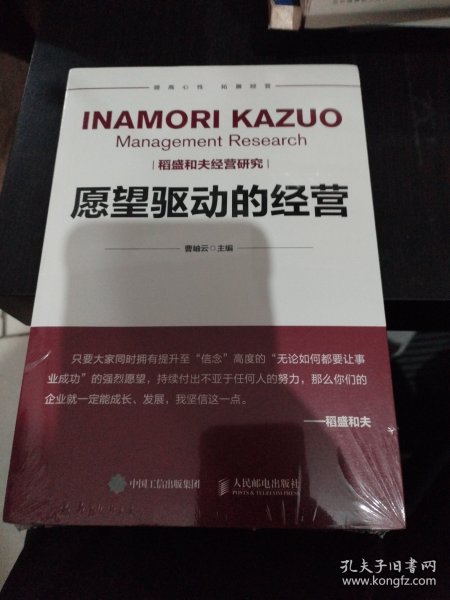 提高心性 拓展经营
INAMORI KAZUO
Management Research
稻盛和夫经营研究
愿望驱动的经营
曹岫云○主编
只要大家同时拥有提升至“信念”高度的“无论如何都要让事
业成功”的强烈愿望，持续付出不亚于任何人的努力，那么你们的
企业就一定能成长、发展，我坚信这一点。
——稻盛和夫
中国工信出版集团
人民邮电出版社
POSTS & TELECOM PRESS
孔夫子旧书网
www.kongfz.com